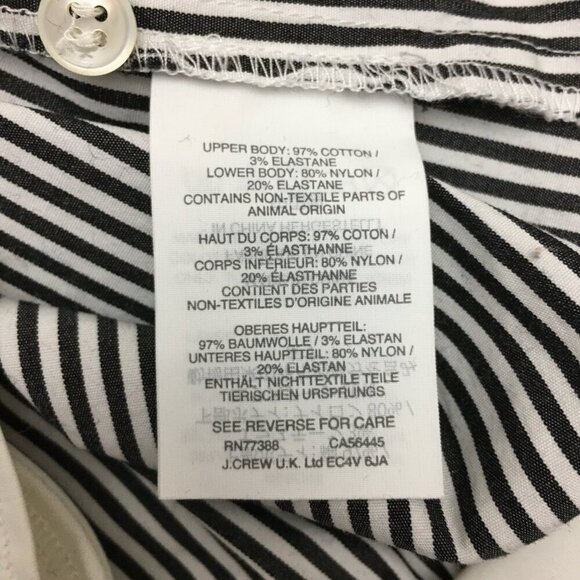 UPPER BODY: 97% COTTON /
3% ELASTANE
LOWER BODY: 80% NYLON /
20% ELASTANE
CONTAINS NON-TEXTILE PARTS OF
ANIMAL ORIGIN
IN CHINA HERGESTELLT
HAUT DU CORPS: 97% COTON /
3% ÉLASTHANNE
CORPS INFÉRIEUR: 80% NYLON /
20% ÉLASTHANNE
CONTIENT DES PARTIES
NON-TEXTILES D'ORIGINE ANIMALE
OBERES HAUPTTEIL:
97% BAUMWOLLE / 3% ELASTAN
UNTERES HAUPTTEIL: 80% NYLON /
20% ELASTAN
ENTHÄLT NICHTTEXTILE TEILE
TIERISCHEN URSPRUNGS
SEE REVERSE FOR CARE
RN77388 CA56445
J.CREW U.K. Ltd EC4V 6JA